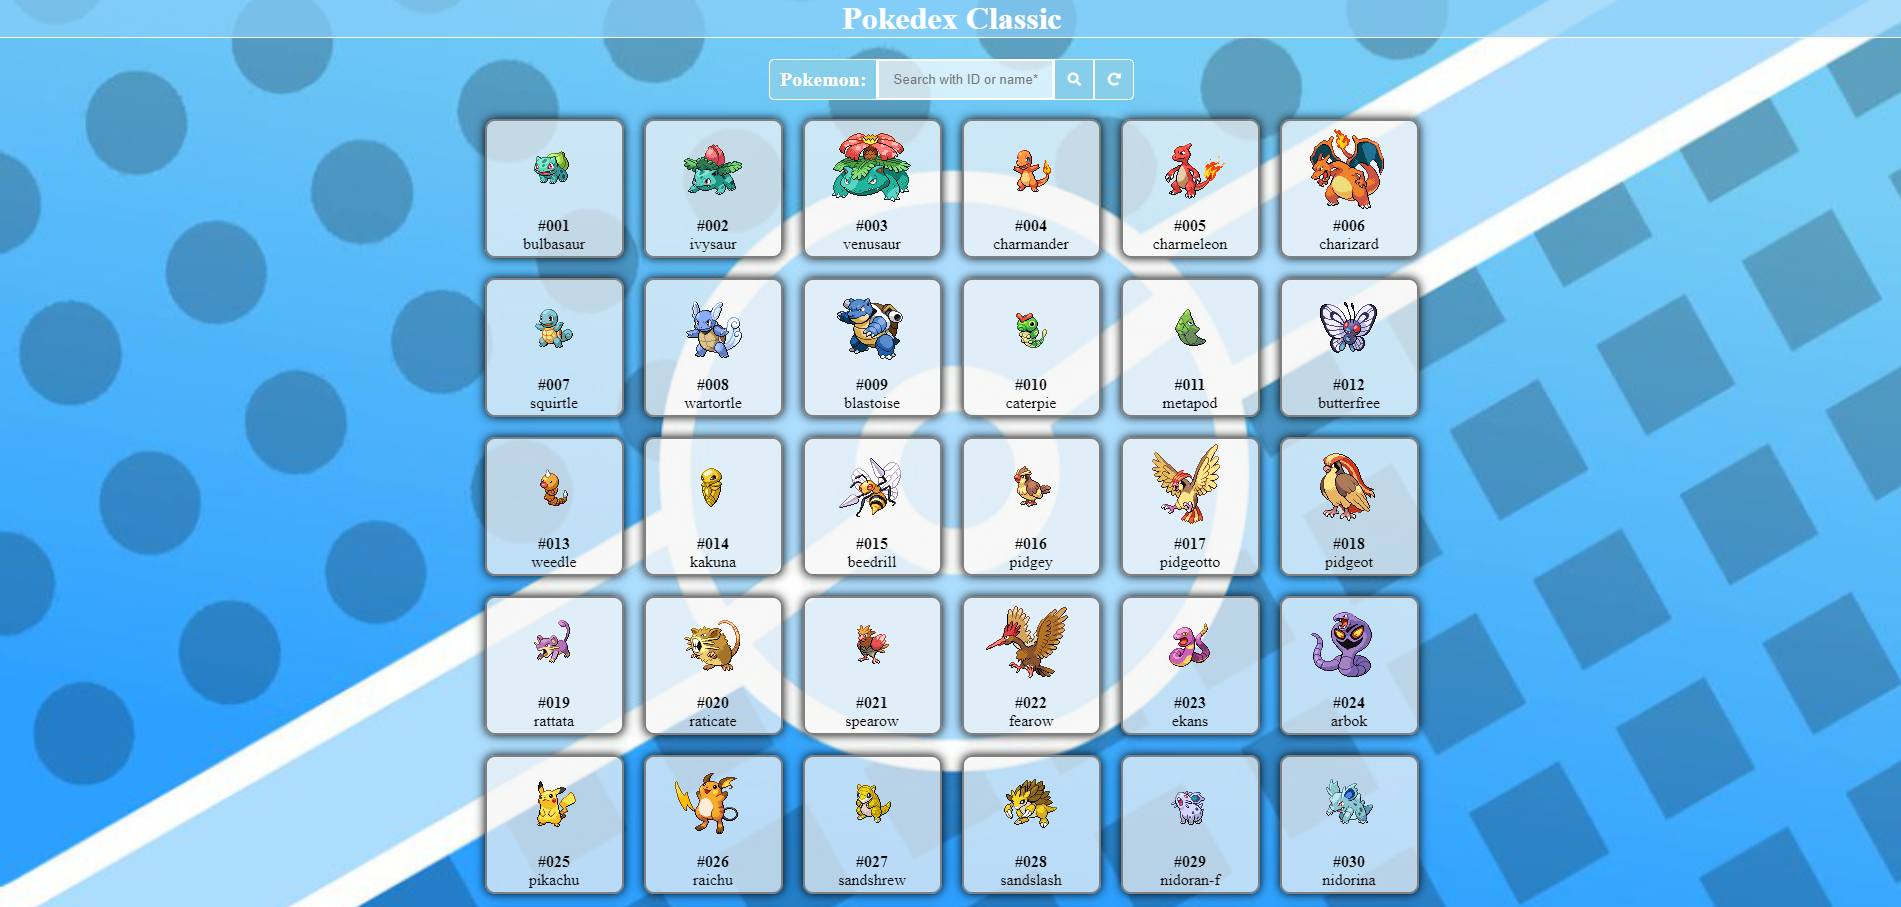 Pokedex Classic
Pokemon: Search with ID or name*
#001 #002 #003 #004 #005 #006
bulbasaur ivysaur venusaur charmander charmeleon charizard
#007 #008 #009 #010 #011 #012
squirtle wartortle blastoise caterpie metapod butterfree
#013 #014 #015 #016 #017 #018
weedle kakuna beedrill pidgey pidgeotto pidgeot
#019 #020 #021 #022 #023 #024
rattata raticate spearow fearow ekans arbok
#025 #026 #027 #028 #029 #030
pikachu raichu sandshrew sandslash nidoran-f nidorina